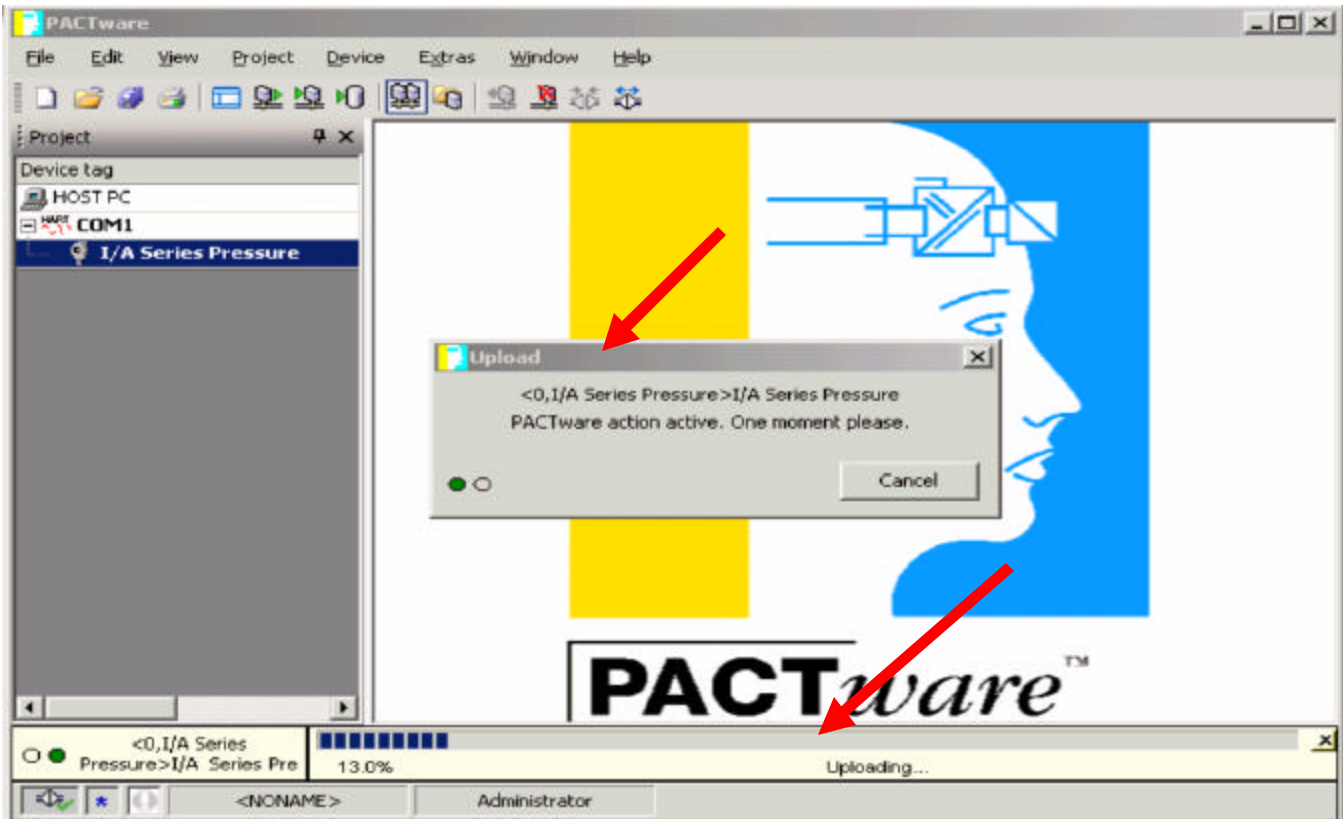 PACTware
File Edit View Project Device Extras Window Help
Project
Device tag
HOST PC
HART COM1
I/A Series Pressure
Upload
<0,I/A Series Pressure>I/A Series Pressure
PACTware action active. One moment please.
Cancel
PACTware™
<0,I/A Series
Pressure>I/A Series Pre
13.0%
Uploading...
<NONAME>
Administrator